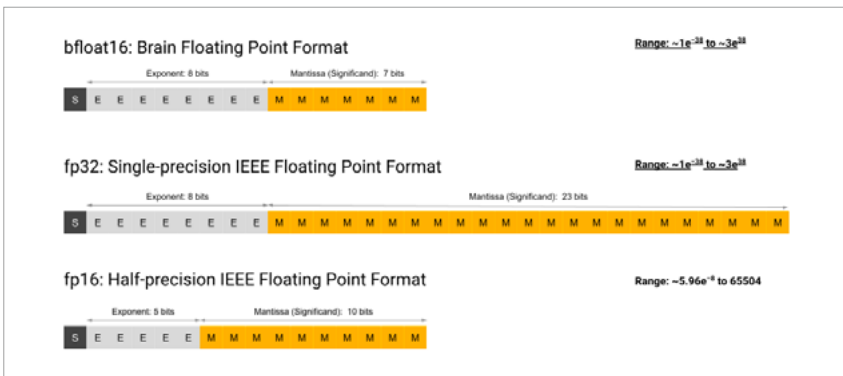 bfloat16: Brain Floating Point Format
Range: ~1e⁻³⁸ to ~3e³⁸
Exponent: 8 bits Mantissa (Significand): 7 bits
S E E E E E E E E M M M M M M M
fp32: Single-precision IEEE Floating Point Format
Range: ~1e⁻³⁸ to ~3e³⁸
Exponent: 8 bits Mantissa (Significand): 23 bits
S E E E E E E E E M M M M M M M M M M M M M M M M M M M M M M M
fp16: Half-precision IEEE Floating Point Format
Range: ~5.96e⁻⁸ to 65504
Exponent: 5 bits Mantissa (Significand): 10 bits
S E E E E E M M M M M M M M M M